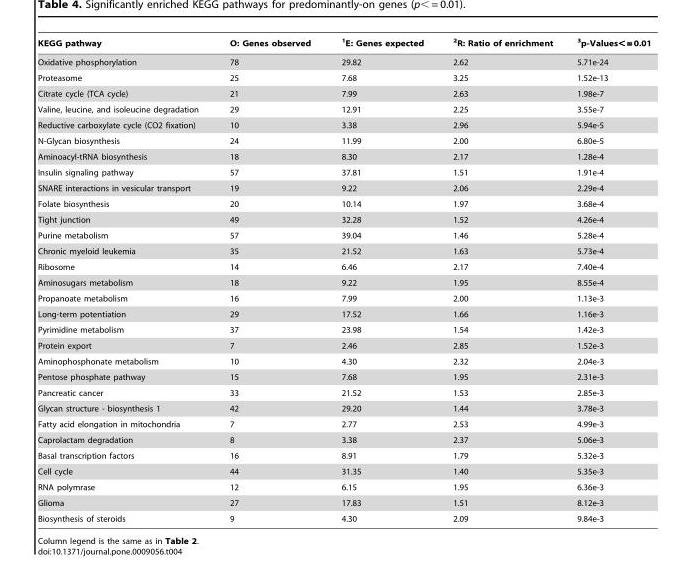 Table 4. Significantly enriched KEGG pathways for predominantly-on genes (p<=0.01).
KEGG pathway O: Genes observed ¹E: Genes expected ²R: Ratio of enrichment ³p-Values<=0.01
Oxidative phosphorylation 78 29.82 2.62 5.71e-24
Proteasome 25 7.68 3.25 1.52e-13
Citrate cycle (TCA cycle) 21 7.99 2.63 1.98e-7
Valine, leucine, and isoleucine degradation 29 12.91 2.25 3.55e-7
Reductive carboxylate cycle (CO2 fixation) 10 3.38 2.96 5.94e-5
N-Glycan biosynthesis 24 11.99 2.00 6.80e-5
Aminoacyl-tRNA biosynthesis 18 8.30 2.17 1.28e-4
Insulin signaling pathway 57 37.81 1.51 1.91e-4
SNARE interactions in vesicular transport 19 9.22 2.06 2.29e-4
Folate biosynthesis 20 10.14 1.97 3.68e-4
Tight junction 49 32.28 1.52 4.26e-4
Purine metabolism 57 39.04 1.46 5.28e-4
Chronic myeloid leukemia 35 21.52 1.63 5.73e-4
Ribosome 14 6.46 2.17 7.40e-4
Aminosugars metabolism 18 9.22 1.95 8.55e-4
Propanoate metabolism 16 7.99 2.00 1.13e-3
Long-term potentiation 29 17.52 1.66 1.16e-3
Pyrimidine metabolism 37 23.98 1.54 1.42e-3
Protein export 7 2.46 2.85 1.52e-3
Aminophosphonate metabolism 10 4.30 2.32 2.04e-3
Pentose phosphate pathway 15 7.68 1.95 2.31e-3
Pancreatic cancer 33 21.52 1.53 2.85e-3
Glycan structure - biosynthesis 1 42 29.20 1.44 3.78e-3
Fatty acid elongation in mitochondria 7 2.77 2.53 4.99e-3
Caprolactam degradation 8 3.38 2.37 5.06e-3
Basal transcription factors 16 8.91 1.79 5.32e-3
Cell cycle 44 31.35 1.40 5.35e-3
RNA polymrase 12 6.15 1.95 6.36e-3
Glioma 27 17.83 1.51 8.12e-3
Biosynthesis of steroids 9 4.30 2.09 9.84e-3
Column legend is the same as in Table 2.
doi:10.1371/journal.pone.0009056.t004